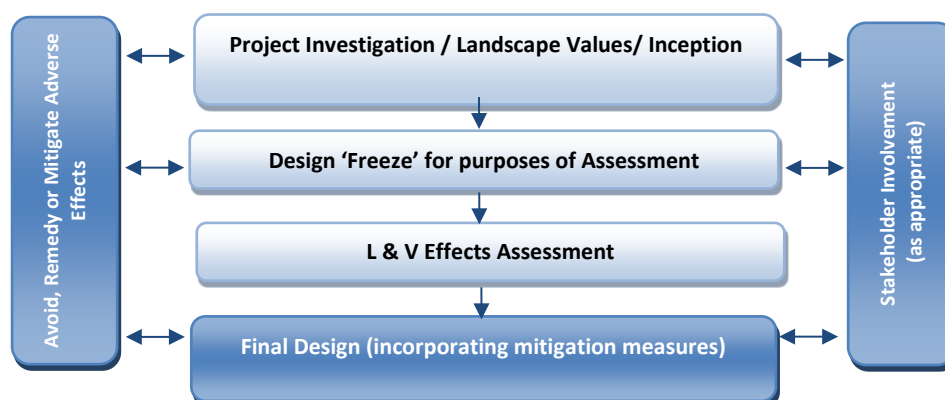 Avoid, Remedy or Mitigate Adverse
Effects
Project Investigation / Landscape Values/ Inception
Design ‘Freeze’ for purposes of Assessment
L & V Effects Assessment
Final Design (incorporating mitigation measures)
Stakeholder Involvement
(as appropriate)